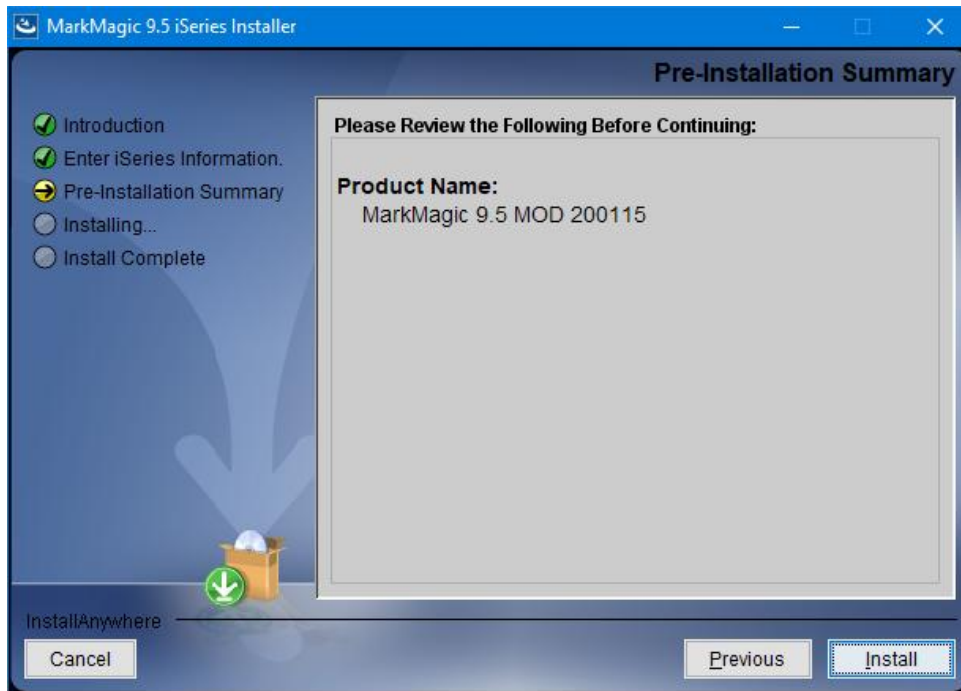 MarkMagic 9.5 iSeries Installer
Pre-Installation Summary
Introduction
Enter iSeries Information.
Pre-Installation Summary
Installing...
Install Complete
Please Review the Following Before Continuing:
Product Name:
MarkMagic 9.5 MOD 200115
InstallAnywhere
Cancel
Previous
Install